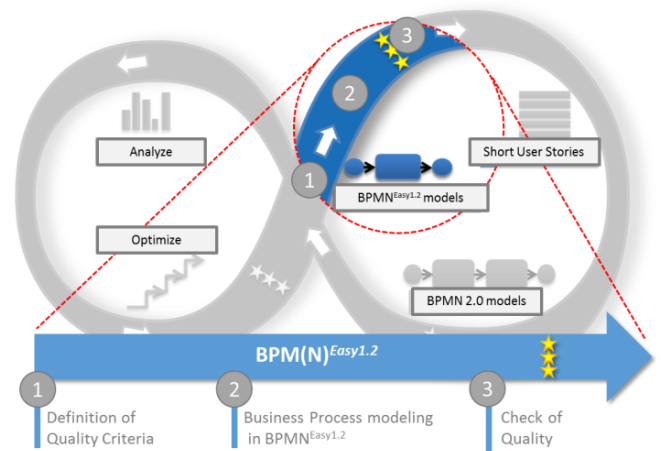 3
2
Analyze
Short User Stories
1
BPMN^Easy1.2 models
Optimize
BPMN 2.0 models
BPM(N)^Easy1.2
1
2
3
Definition of
Quality Criteria
Business Process modeling
in BPMN^Easy1.2
Check of
Quality